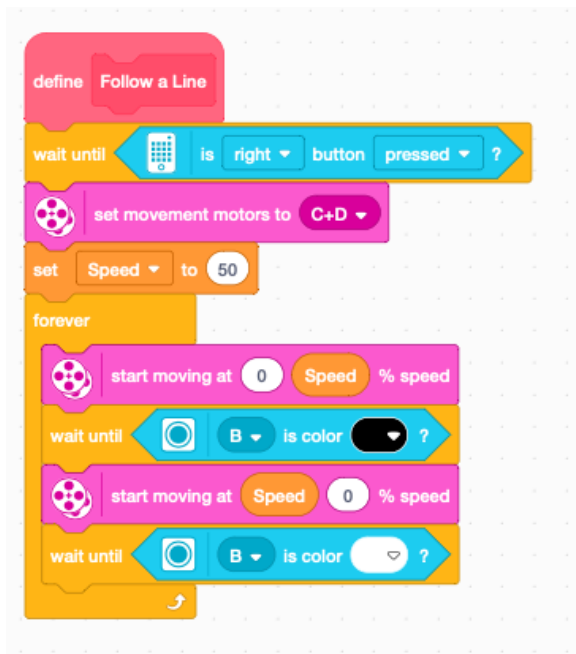 define Follow a Line
wait until is right button pressed ?
set movement motors to C+D
set Speed to 50
forever
start moving at 0 Speed % speed
wait until B is color ?
start moving at Speed 0 % speed
wait until B is color ?